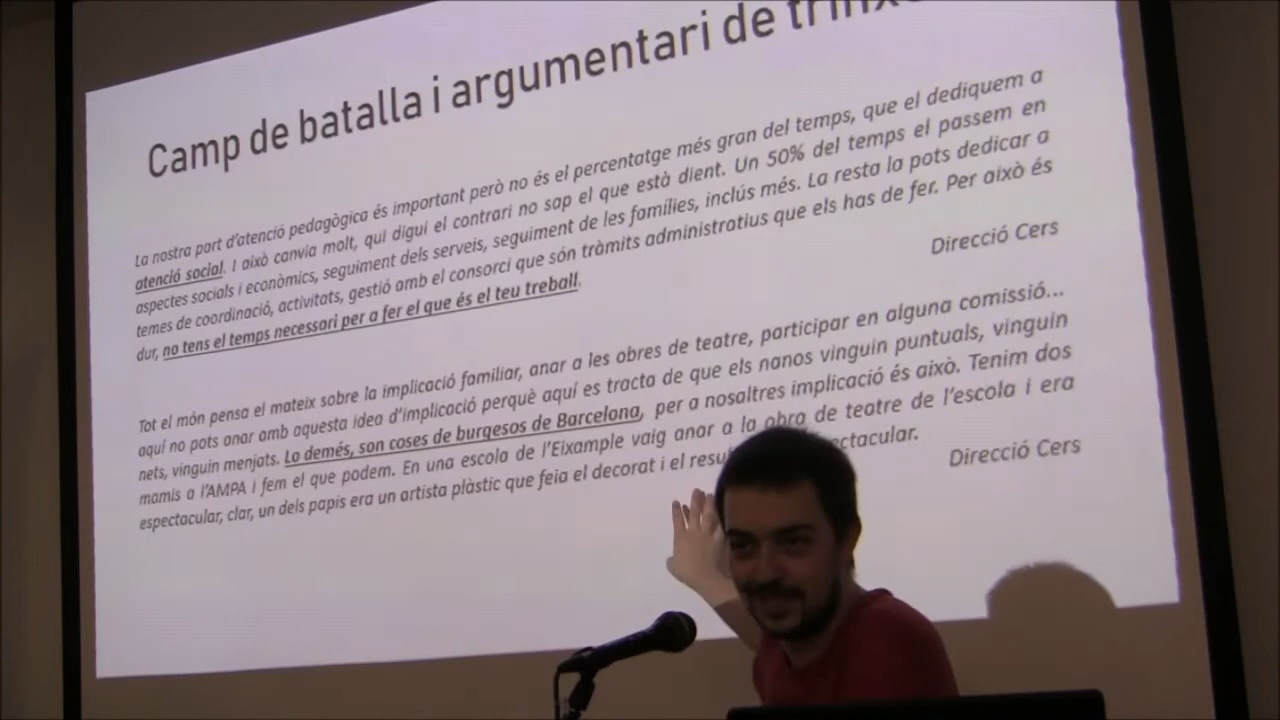 Camp de batalla i argumentari de
La nostra part d'atenció pedagògica és important però no és el percentatge més gran del temps, que el dediquem a
atenció social. I això canvia molt, qui digui el contrari no sap el que està dient. Un 50% del temps el passem en
aspectes socials i econòmics, seguiment dels serveis, seguiment de les famílies, inclús més. La resta la pots dedicar a
temes de coordinació, activitats, gestió amb el consorci que són tràmits administratius que els has de fer. Per això és
dur, no tens el temps necessari per a fer el que és el teu treball.
Direcció Cers
Tot el món pensa el mateix sobre la implicació familiar, anar a les obres de teatre, participar en alguna comissió...
aquí no pots anar amb aquesta idea d'implicació perquè aquí es tracta de que els nanos vinguin puntuals, vinguin
nets, vinguin menjats. Lo demés, son coses de burgesos de Barcelona, per a nosaltres implicació és això. Tenim dos
mamis a l'AMPA i fem el que podem. En una escola de l'Eixample vaig anar a la obra de teatre de l'escola i era
espectacular, clar, un dels papis era un artista plàstic que feia el decorat i el
Direcció Cers